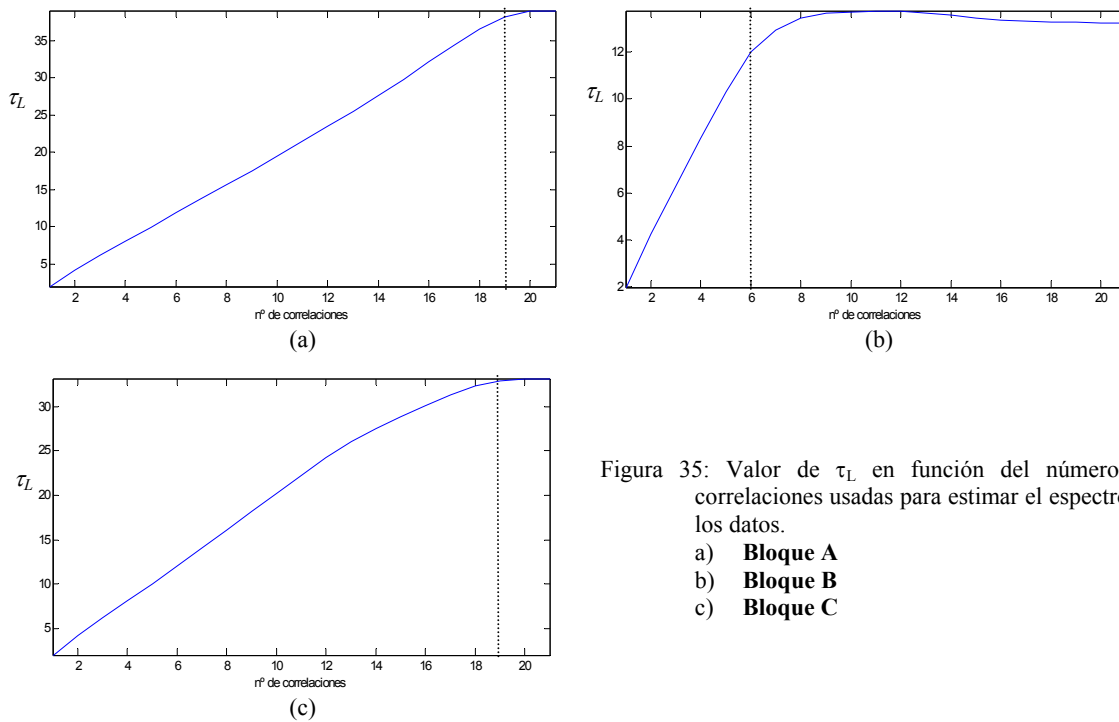 35
30
25
20
15
10
5
τL
2 4 6 8 10 12 14 16 18 20
nº de correlaciones
(a)
12
10
8
6
4
2
τL
2 4 6 8 10 12 14 16 18 20
nº de correlaciones
(b)
30
25
20
15
10
5
τL
2 4 6 8 10 12 14 16 18 20
nº de correlaciones
(c)
Figura 35: Valor de τL en función del número
correlaciones usadas para estimar el espectro
los datos.
a) Bloque A
b) Bloque B
c) Bloque C